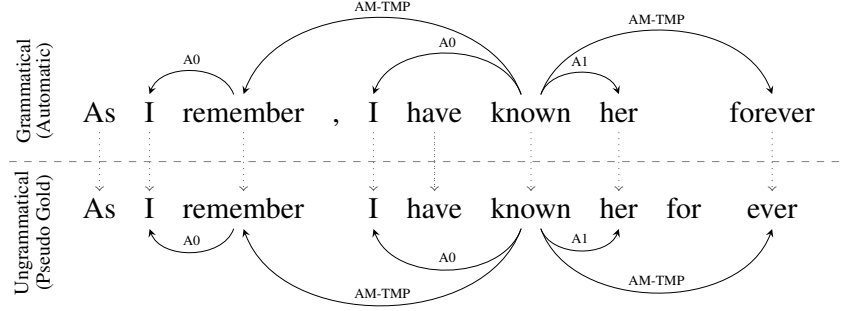 AM-TMP
A0 AM-TMP
A0 A1
Grammatical
(Automatic)
As I remember , I have known her forever
Ungrammatical
(Pseudo Gold)
As I remember I have known her for ever
A0 A1
A0
AM-TMP
AM-TMP